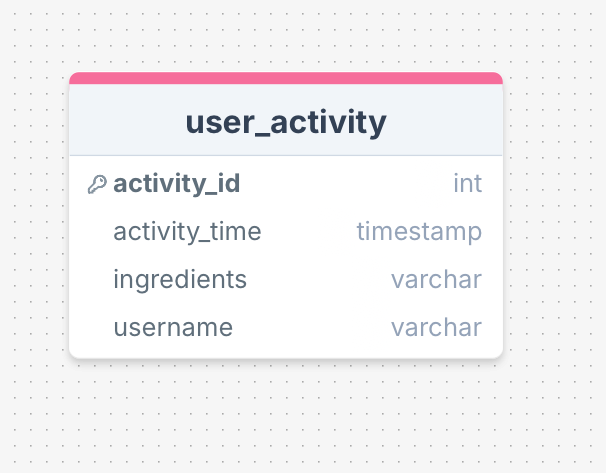 user_activity
activity_id int
activity_time timestamp
ingredients varchar
username varchar